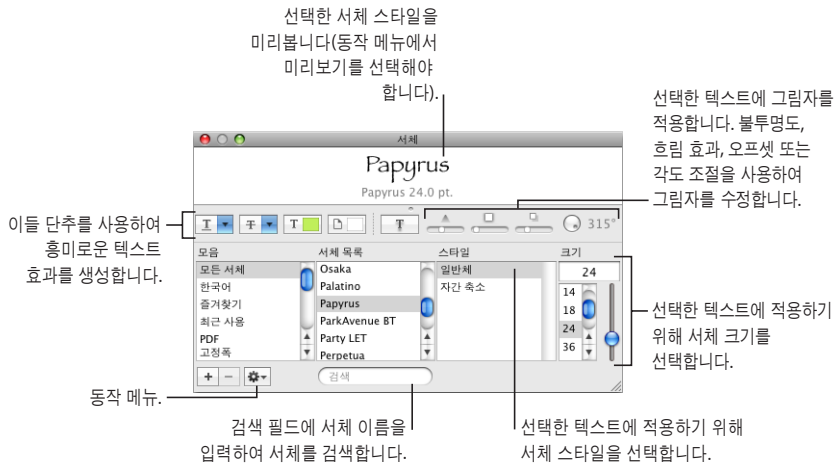 선택한 서체 스타일을
미리봅니다(동작 메뉴에서
미리보기를 선택해야
합니다).
선택한 텍스트에 그림자를
적용합니다. 불투명도,
흐림 효과, 오프셋 또는
각도 조절을 사용하여
그림자를 수정합니다.
이들 단추를 사용하여
흥미로운 텍스트
효과를 생성합니다.
서체
Papyrus
Papyrus 24.0 pt.
T T T T 315°
모음 서체 목록 스타일 크기
모든 서체 Osaka 일반체 24
한국어 Palatino 자간 축소 14
즐겨찾기 Papyrus 18
최근 사용 ParkAvenue BT 24
PDF Party LET 36
고정폭 Perpetua
검색
선택한 텍스트에 적용하기
위해 서체 크기를
선택합니다.
동작 메뉴.
검색 필드에 서체 이름을
입력하여 서체를 검색합니다.
선택한 텍스트에 적용하기 위해
서체 스타일을 선택합니다.